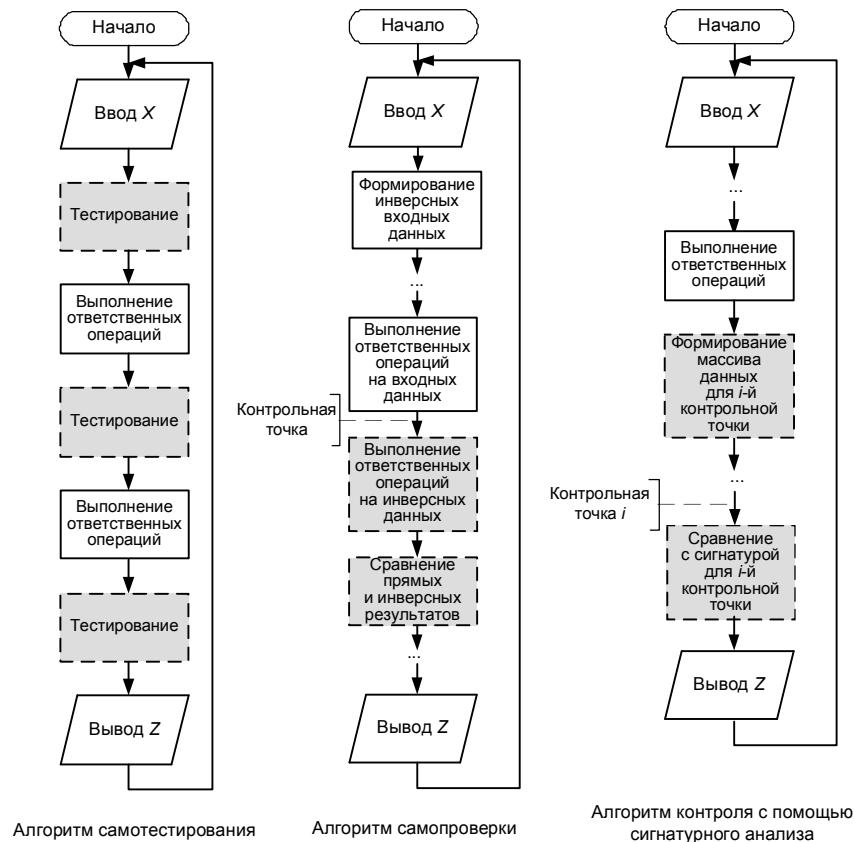 Начало
Ввод X
Тестирование
Выполнение
ответственных
операций
Тестирование
Выполнение
ответственных
операций
Тестирование
Вывод Z
Алгоритм самотестирования
Начало
Ввод X
Формирование
инверсных
входных
данных
...
Выполнение
ответственных
операций
на входных
данных
Контрольная
точка
Выполнение
ответственных
операций
на инверсных
данных
Сравнение
прямых
и инверсных
результатов
...
Вывод Z
Алгоритм самопроверки
Начало
Ввод X
...
Выполнение
ответственных
операций
Формирование
массива
данных
для i-й
контрольной
точки
...
Контрольная
точка i
Сравнение
с сигнатурой
для i-й
контрольной
точки
Вывод Z
Алгоритм контроля с помощью
сигнатурного анализа